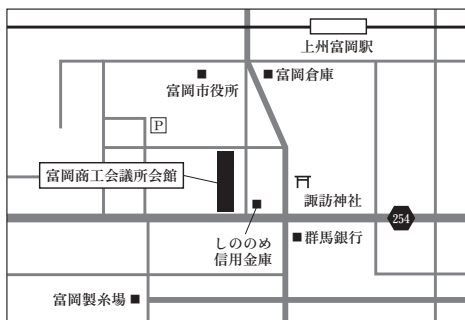 上州富岡駅
富岡倉庫
富岡市役所
P
富岡商工会議所会館
諏訪神社
254
しののめ
信用金庫
群馬銀行
富岡製糸場